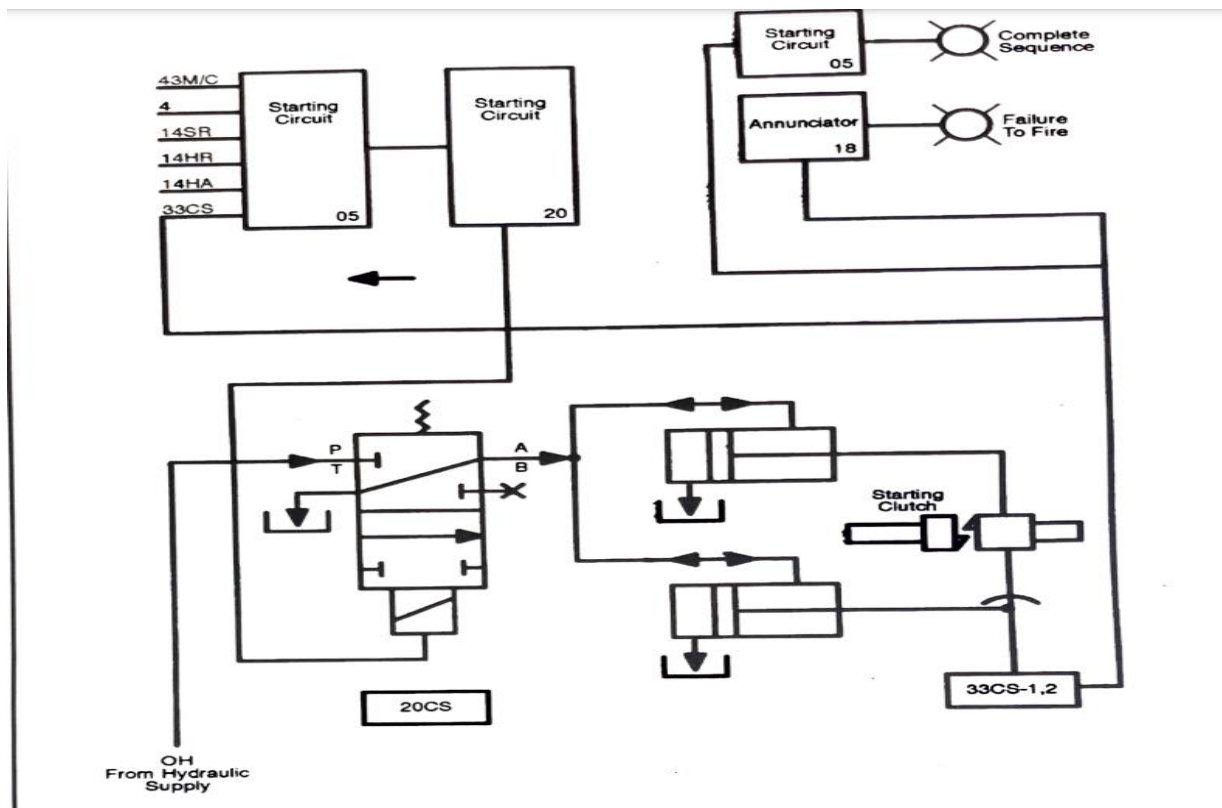 43M/C
4
14SR
14HR
14HA
33CS
Starting
Circuit
05
Starting
Circuit
20
Starting
Circuit
05
Complete
Sequence
Annunciator
18
Failure
To Fire
P
T
A
B
Starting
Clutch
20CS
33CS-1,2
OH
From Hydraulic
Supply